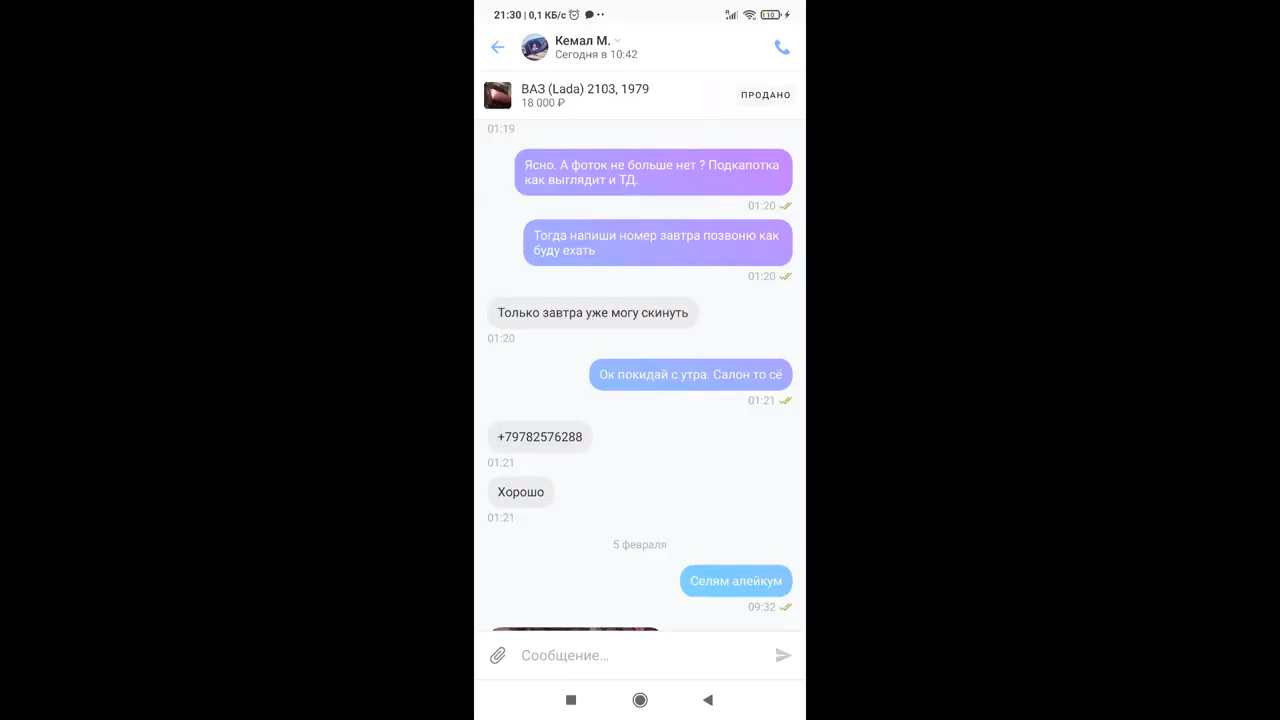 21:30 | 0,1 КБ/с
10
Кемал М.
Сегодня в 10:42
ВАЗ (Lada) 2103, 1979
18 000 ₽
ПРОДАНО
01:19
Ясно. А фоток не больше нет ? Подкапотка
как выглядит и ТД.
01:20
Тогда напиши номер завтра позвоню как
буду ехать
01:20
Только завтра уже могу скинуть
01:20
Ок покидай с утра. Салон то сё
01:21
+79782576288
01:21
Хорошо
01:21
5 февраля
Селям алейкум
09:32
Сообщение...